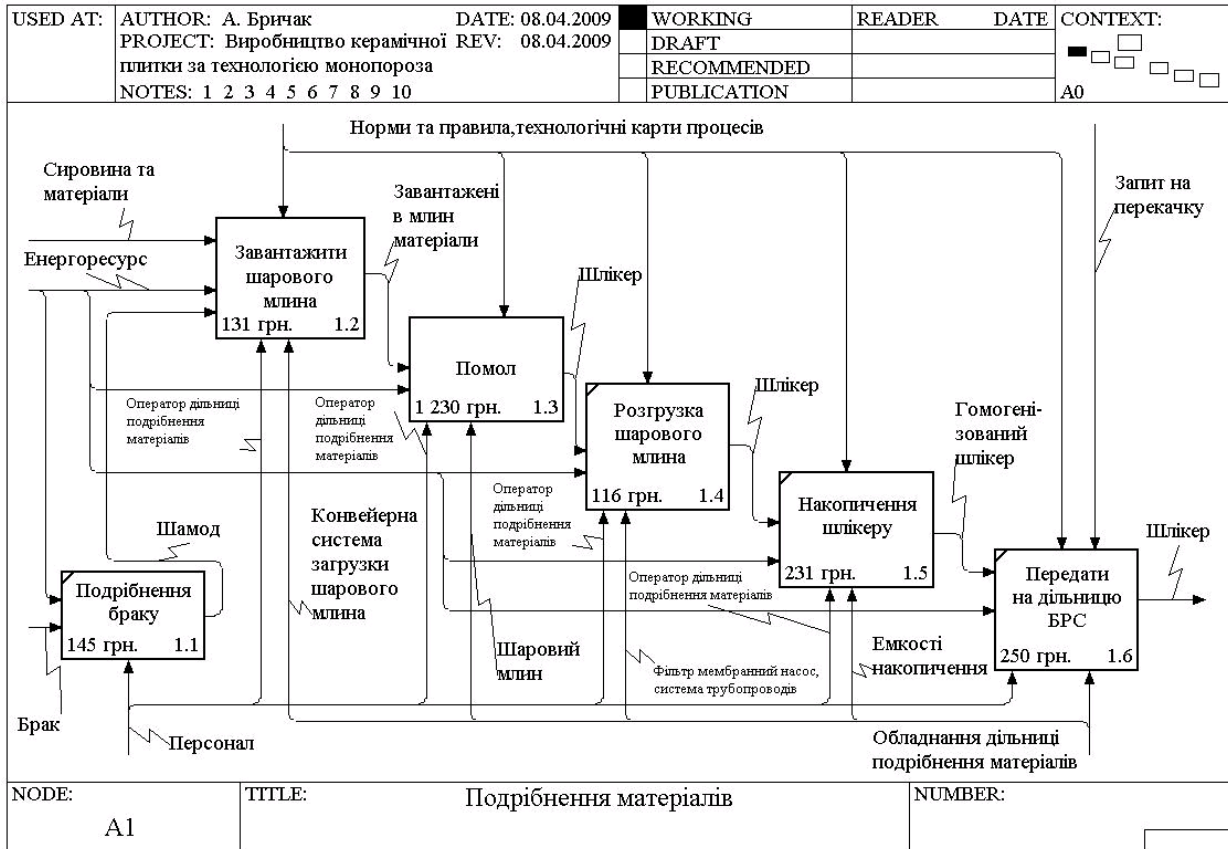 USED AT:
AUTHOR: А. Бричак
DATE: 08.04.2009
PROJECT: Виробництво керамічної
REV: 08.04.2009
плитки за технологією монопороза
NOTES: 1 2 3 4 5 6 7 8 9 10
WORKING
DRAFT
RECOMMENDED
PUBLICATION
READER
DATE
CONTEXT:
A0
Норми та правила,технологічні карти процесів
Сировина та
матеріали
Енергоресурс
Завантажити
шарового
млина
131 грн. 1.2
Завантажені
в млин
матеріали
Запит на
перекачку
Шлікер
Помол
1 230 грн. 1.3
Оператор дільниці
подрібнення
матеріалів
Оператор
дільниці
подрібнення
матеріалів
Розгрузка
шарового
млина
116 грн. 1.4
Шлікер
Гомогені-
зований
шлікер
Оператор
дільниці
подрібнення
матеріалів
Накопичення
шлікеру
231 грн. 1.5
Шамод
Конвейерна
система
загрузки
шарового
млина
Шлікер
Подрібнення
браку
145 грн. 1.1
Передати
на дільницю
БРС
250 грн. 1.6
Оператор дільниці
подрібнення матеріалів
Шаровий
млин
Фільтр мембранний насос,
система трубопроводів
Емкості
накопичення
Брак
Персонал
Обладнання дільниці
подрібнення матеріалів
NODE:
A1
TITLE:
Подрібнення матеріалів
NUMBER: